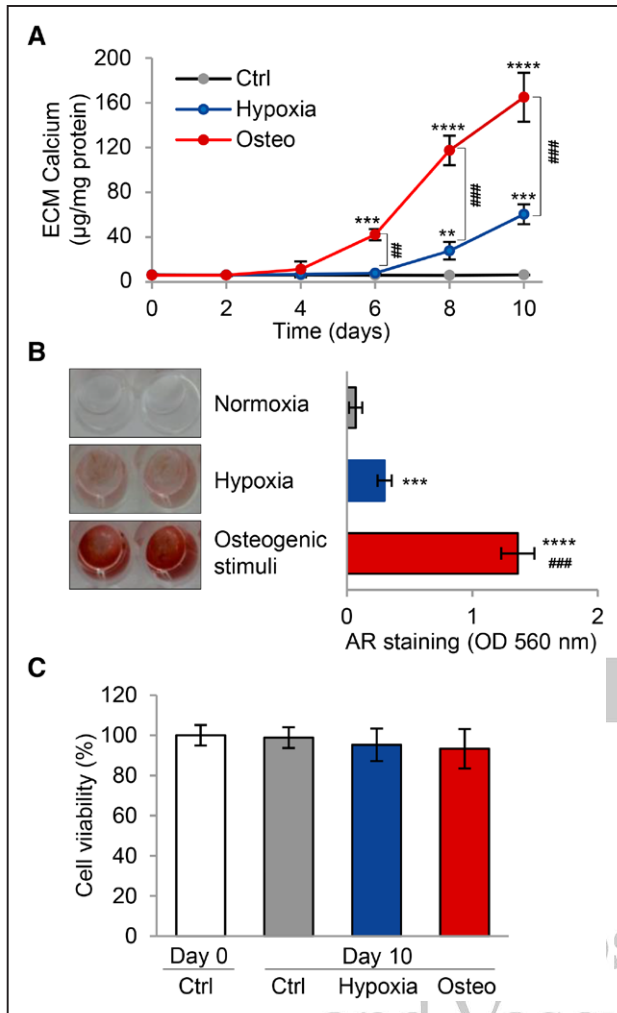 A
Ctrl
Hypoxia
Osteo
ECM Calcium
(µg/mg protein)
200
160
120
80
40
0
***
##
**
****
###
***
****
###
0 2 4 6 8 10
Time (days)
B
Normoxia
Hypoxia
***
Osteogenic
stimuli
****
###
0 1 2
AR staining (OD 560 nm)
C
Cell viiability (%)
120
100
80
60
40
20
0
Day 0 Day 10
Ctrl Ctrl Hypoxia Osteo